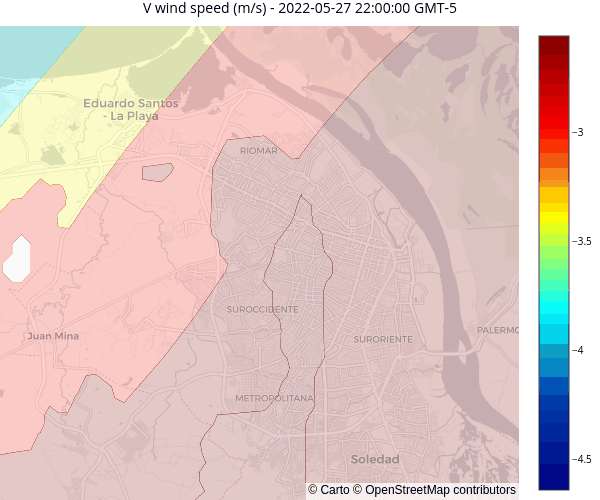 V wind speed (m/s) - 2022-05-27 22:00:00 GMT-5
Eduardo Santos
- La Playa
RIOMAR
−3
−3.5
SUROCCIDENTE
Juan Mina
SURORIENTE
PALERMO
−4
METROPOLITANA
Soledad
−4.5
© Carto © OpenStreetMap contributors